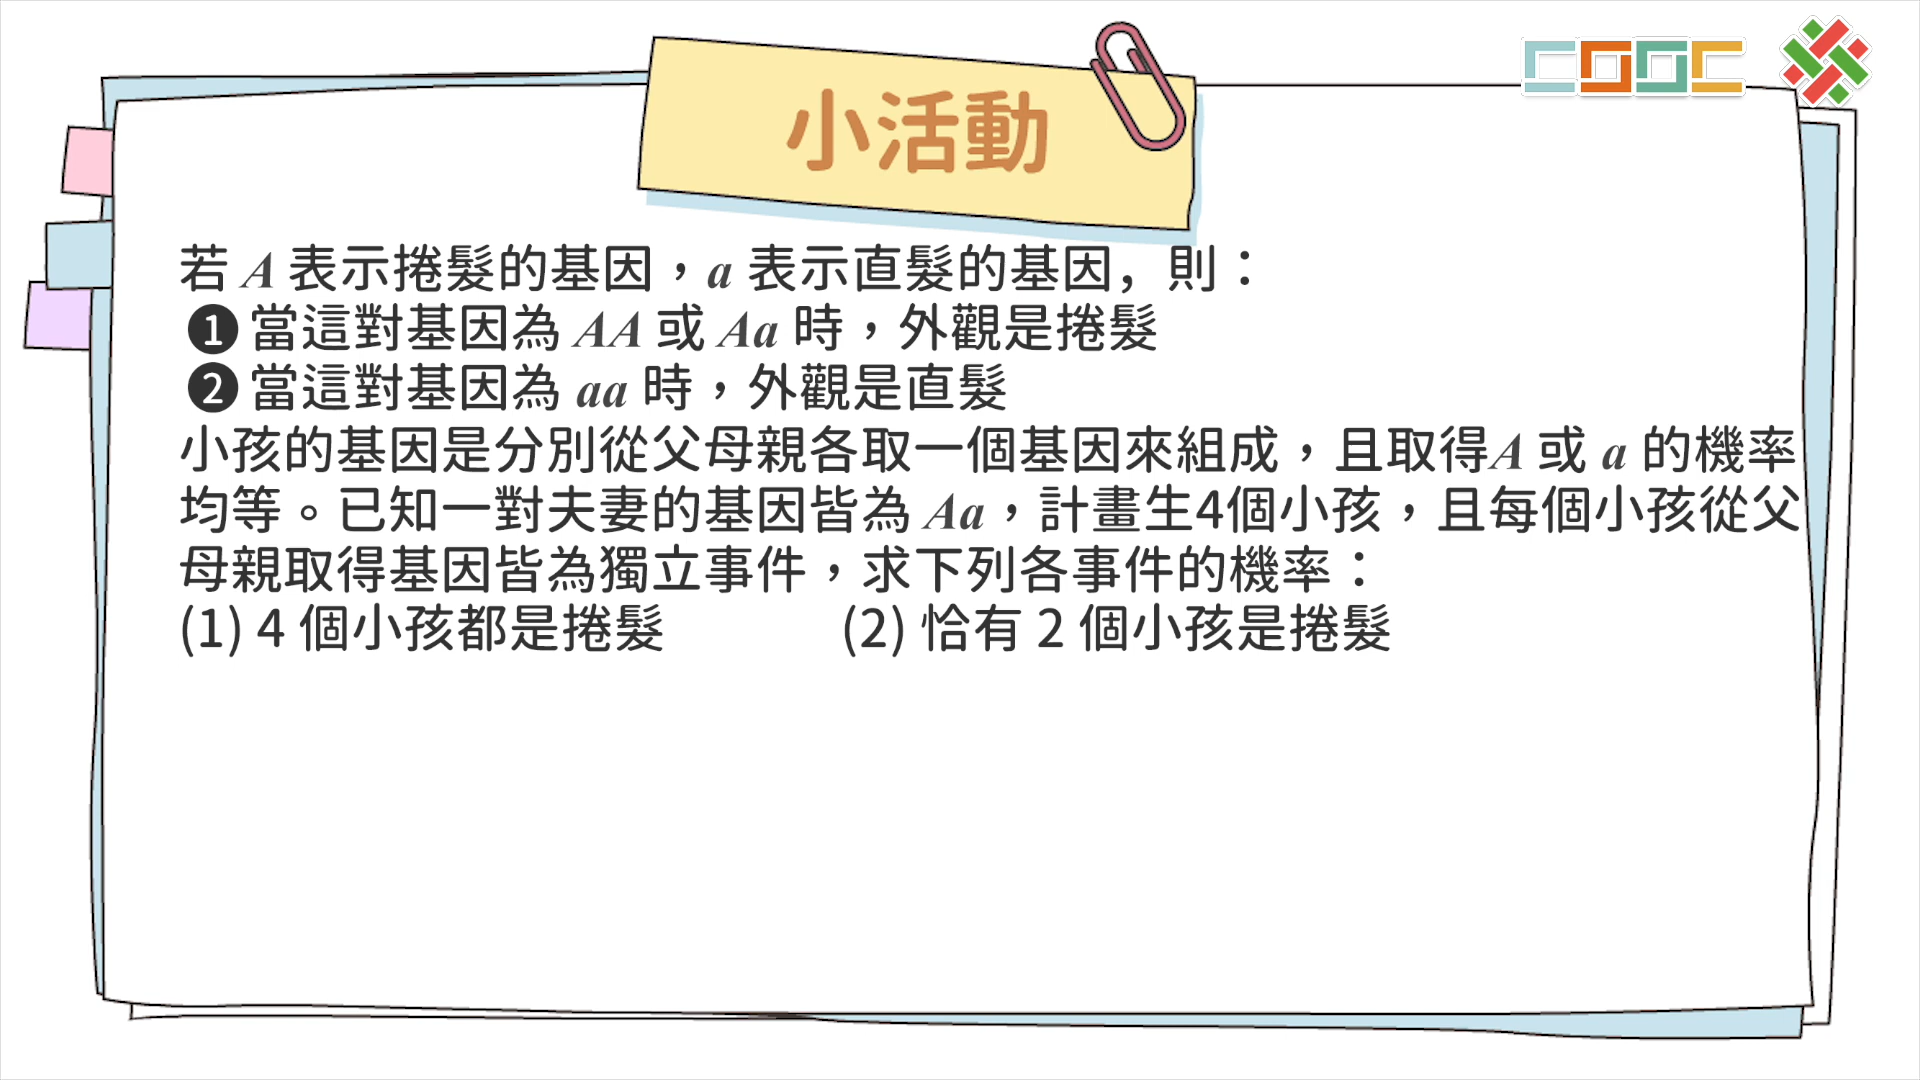 COOC
小活動
若 A 表示捲髮的基因，a 表示直髮的基因，則：
❶ 當這對基因為 AA 或 Aa 時，外觀是捲髮
❷ 當這對基因為 aa 時，外觀是直髮
小孩的基因是分別從父母親各取一個基因來組成，且取得A 或 a 的機率
均等。已知一對夫妻的基因皆為 Aa，計畫生4個小孩，且每個小孩從父
母親取得基因皆為獨立事件，求下列各事件的機率：
(1) 4 個小孩都是捲髮 (2) 恰有 2 個小孩是捲髮